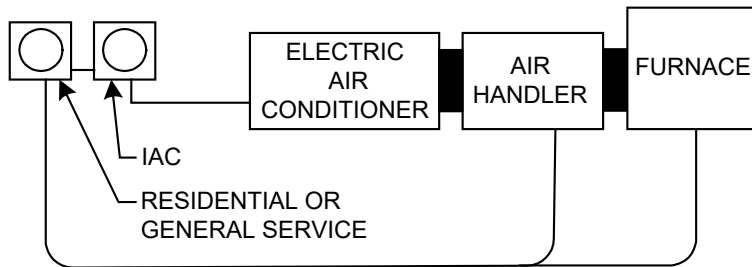 ELECTRIC
AIR
CONDITIONER
AIR
HANDLER
FURNACE
IAC
RESIDENTIAL OR
GENERAL SERVICE